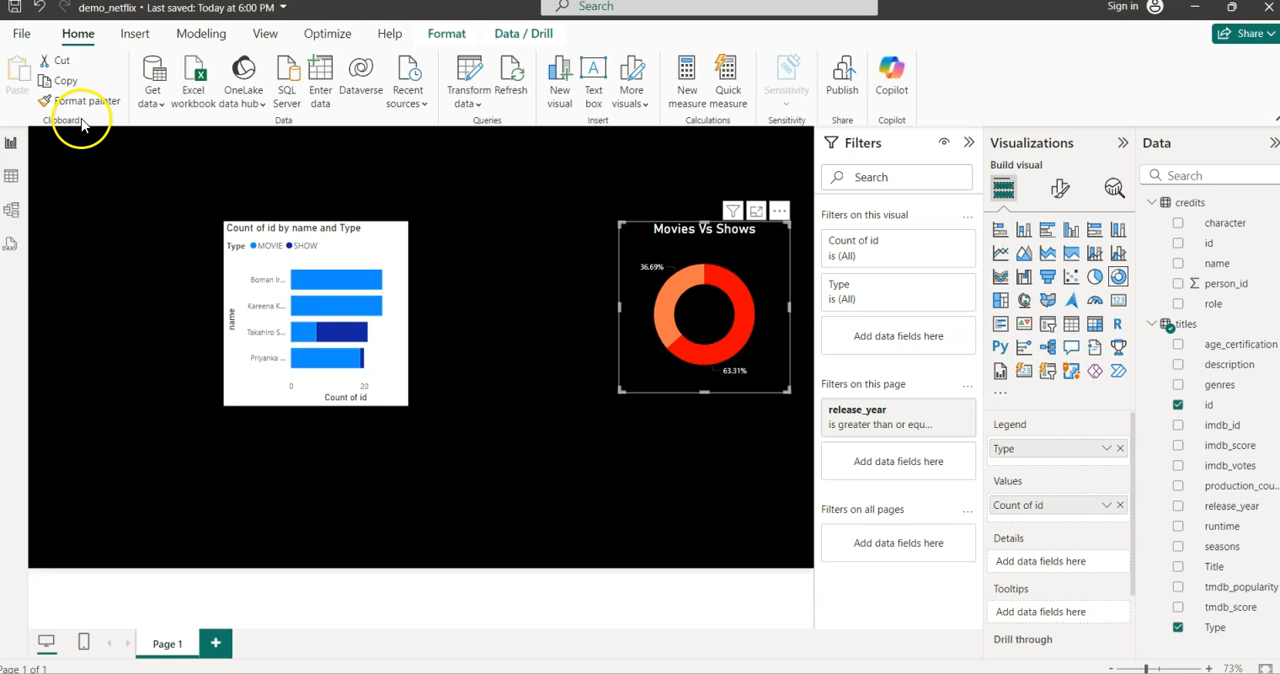 demo_netflix • Last saved: Today at 6:00 PM
Search
Sign in
File Home Insert Modeling View Optimize Help Format Data / Drill
Share
Paste
Cut
Copy
Format painter
Clipboard
Get data
Excel workbook
OneLake data hub
SQL Server
Enter data
Dataverse
Recent sources
Data
Transform data
Refresh
Queries
New visual
Text box
More visuals
Insert
New measure
Quick measure
Calculations
Sensitivity
Sensitivity
Publish
Share
Copilot
Copilot
Count of id by name and Type
Type MOVIE SHOW
name
Boman Ir...
Kareena K...
Takahiro S...
Priyanka ...
0 20
Count of id
Movies Vs Shows
36.69%
63.31%
Filters
Search
Filters on this visual ...
Count of id
is (All)
Type
is (All)
Add data fields here
Filters on this page ...
release_year
is greater than or equ...
Add data fields here
Filters on all pages ...
Add data fields here
Visualizations
Build visual
R
Py
...
Legend
Type
Values
Count of id
Details
Add data fields here
Tooltips
Add data fields here
Drill through
Data
Search
credits
character
id
name
person_id
role
titles
age_certification
description
genres
id
imdb_id
imdb_score
imdb_votes
production_cou...
release_year
runtime
seasons
Title
tmdb_popularity
tmdb_score
Type
Page 1
Page 1 of 1
- + 73%